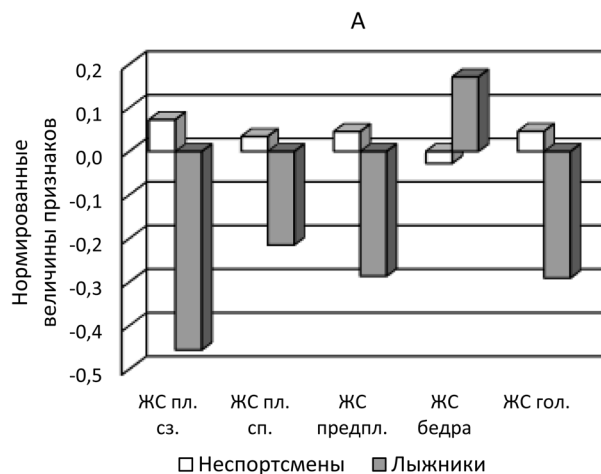 А
Нормированные
величины признаков
0,2
0,1
0,0
-0,1
-0,2
-0,3
-0,4
-0,5
ЖС пл.
сз.
ЖС пл.
сп.
ЖС
предпл.
ЖС
бедра
ЖС гол.
Неспортсмены
Лыжники